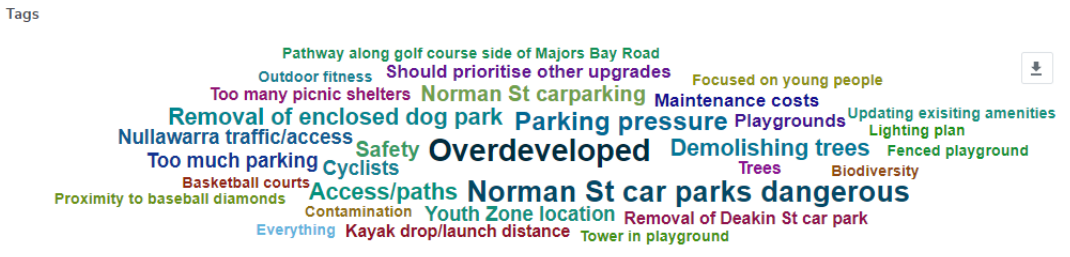 Tags
Pathway along golf course side of Majors Bay Road
Outdoor fitness
Should prioritise other upgrades
Focused on young people
Too many picnic shelters
Norman St carparking
Maintenance costs
Removal of enclosed dog park
Parking pressure
Playgrounds
Updating exisiting amenities
Nullawarra traffic/access
Safety
Overdeveloped
Demolishing trees
Lighting plan
Fenced playground
Too much parking
Cyclists
Trees
Biodiversity
Basketball courts
Access/paths
Norman St car parks dangerous
Proximity to baseball diamonds
Contamination
Youth Zone location
Removal of Deakin St car park
Everything
Kayak drop/launch distance
Tower in playground